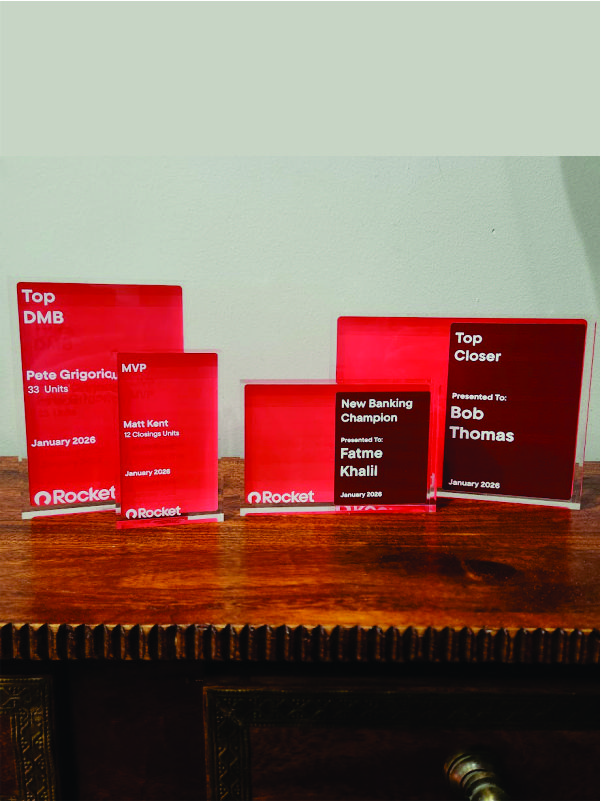 Top
DMB
Pete Grigoriou
33 Units
January 2026
Rocket
MVP
Matt Kent
12 Closings Units
January 2026
Rocket
New Banking
Champion
Presented To:
Fatme
Khalil
January 2026
Rocket
Top
Closer
Presented To:
Bob
Thomas
January 2026